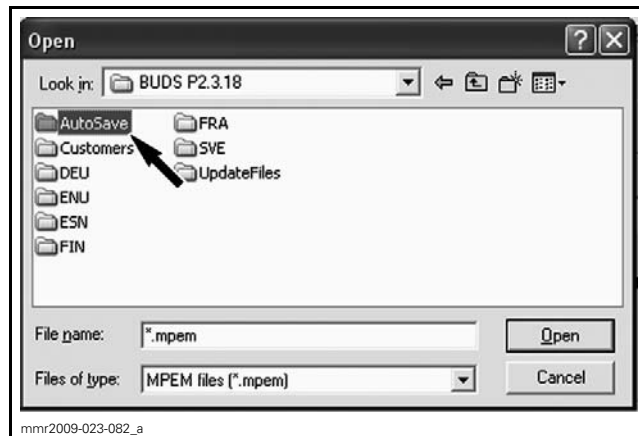 Open
Look in: BUDS P2.3.18
AutoSave FRA
Customers SVE
DEU UpdateFiles
ENU
ESN
FIN
File name: *.mpem Open
Files of type: MPEM files (*.mpem) Cancel
mmr2009-023-082_a